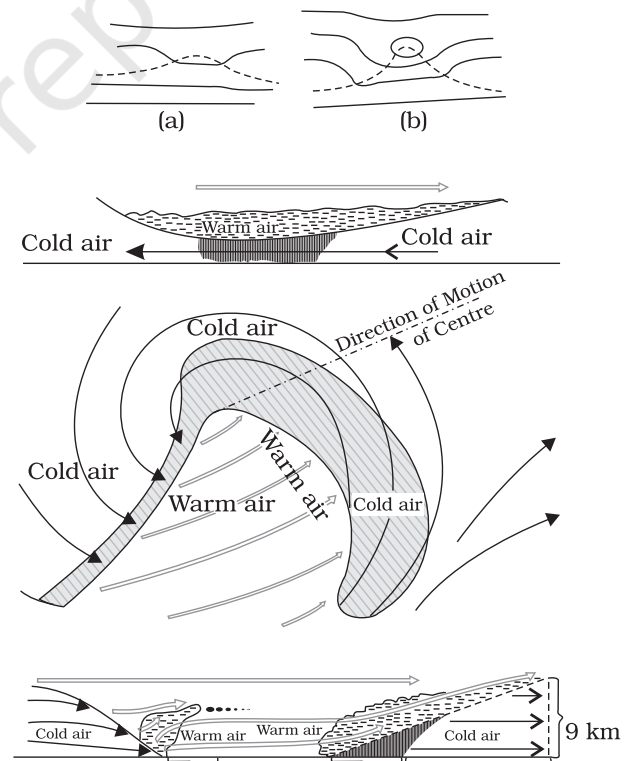 rep
(a)
(b)
Warm air
Cold air
Cold air
Cold air
Direction of Motion
of Centre
Cold air
Warm air
Warm air
Cold air
Cold air
Warm air
Warm air
Cold air
9 km